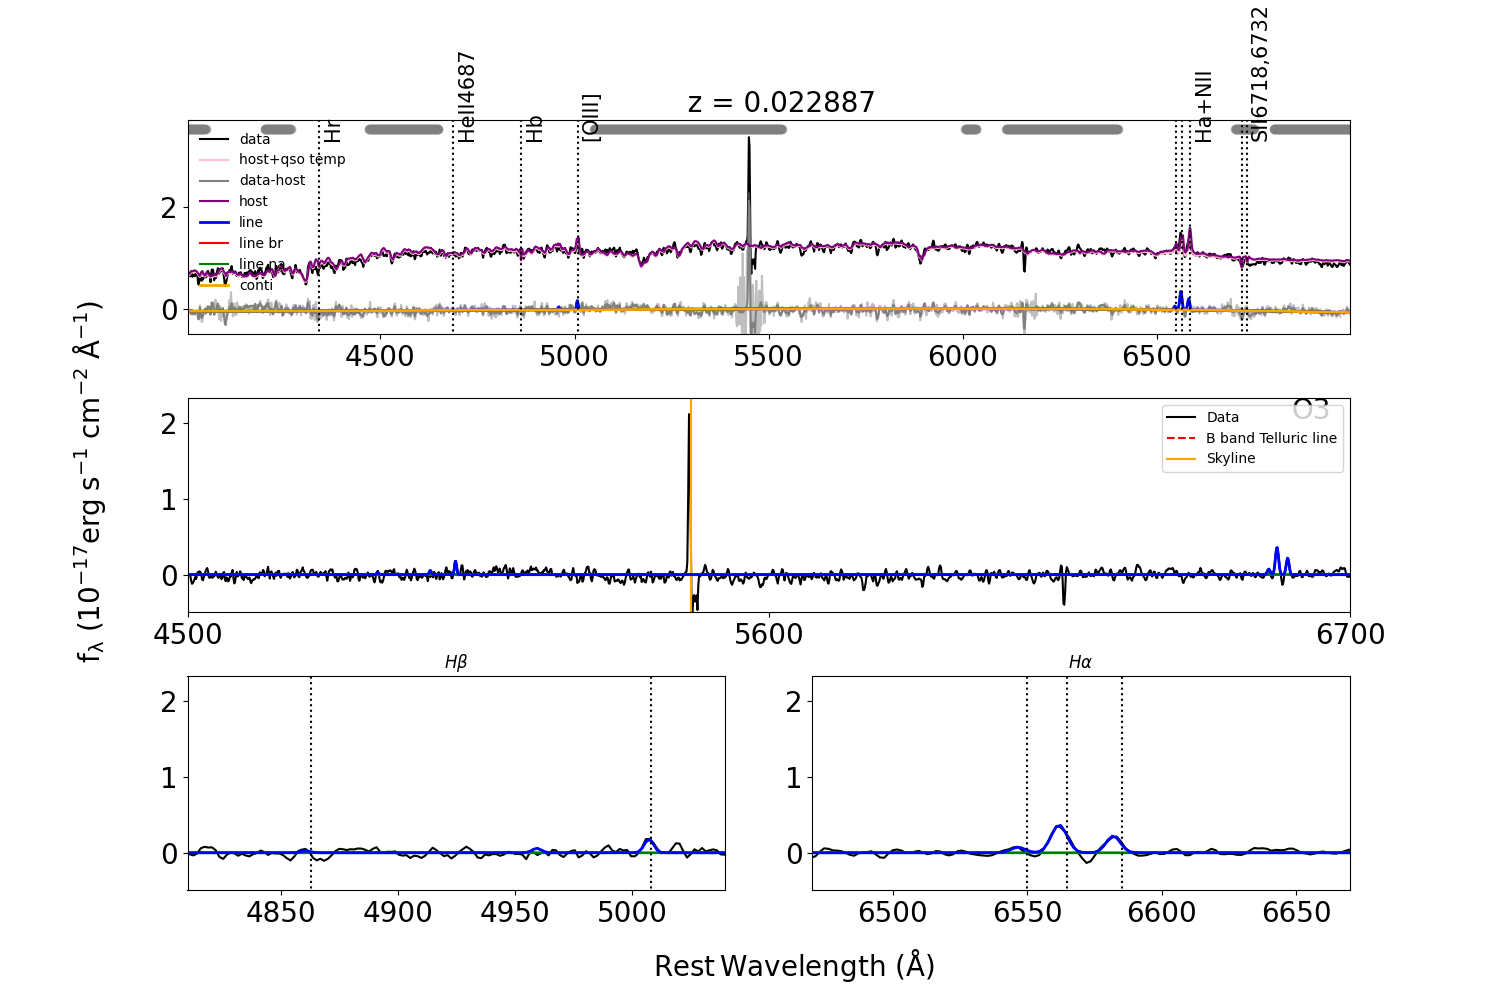 z = 0.022887
Hr
HeII4687
Hb
[OIII]
Ha+NII
SII6718,6732
data
host+qso temp
data-host
host
line
line br
line na
conti
2
0
4500 5000 5500 6000 6500
O3
Data
B band Telluric line
Skyline
2
1
0
4500 5600 6700
fλ (10⁻¹⁷erg s⁻¹ cm⁻² Å⁻¹)
Hβ
2
1
0
4850 4900 4950 5000
Hα
2
1
0
6500 6550 6600 6650
Rest Wavelength (Å)